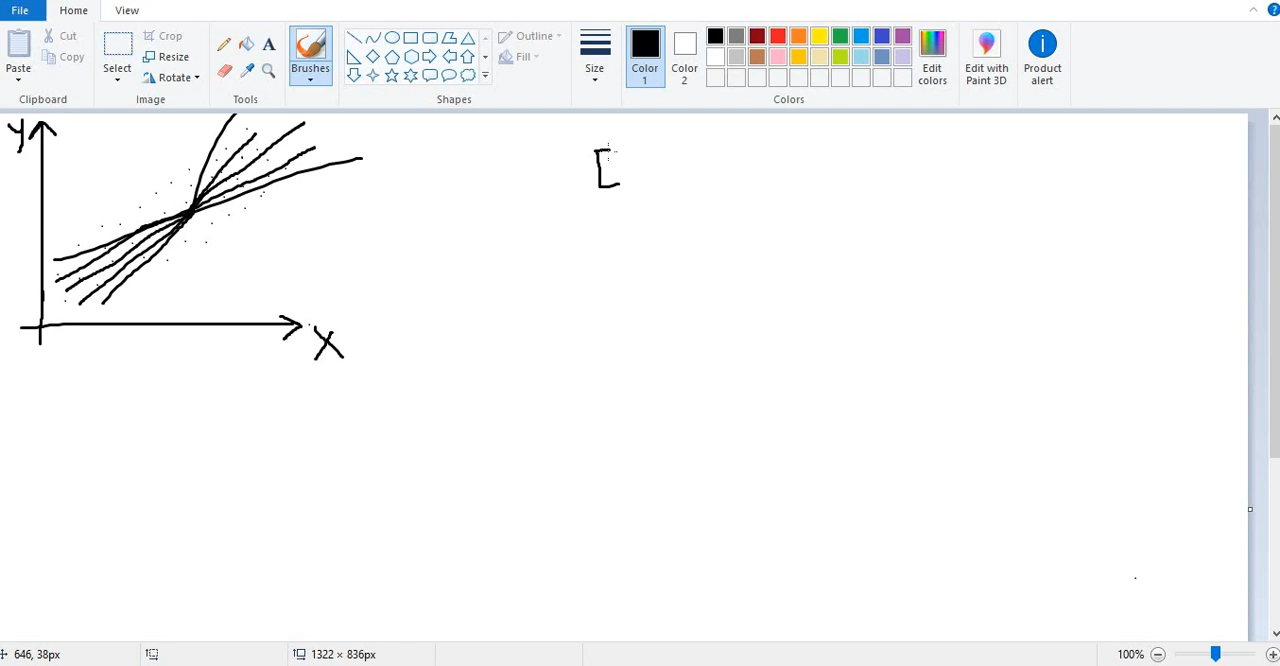 File Home View
Cut Crop Outline
Copy Resize Fill Edit Edit with Product
Paste Select Rotate Brushes Size Color 1 Color 2 colors Paint 3D alert
Clipboard Image Tools Shapes Colors
Y
[
X
646, 38px 1322 × 836px 100%